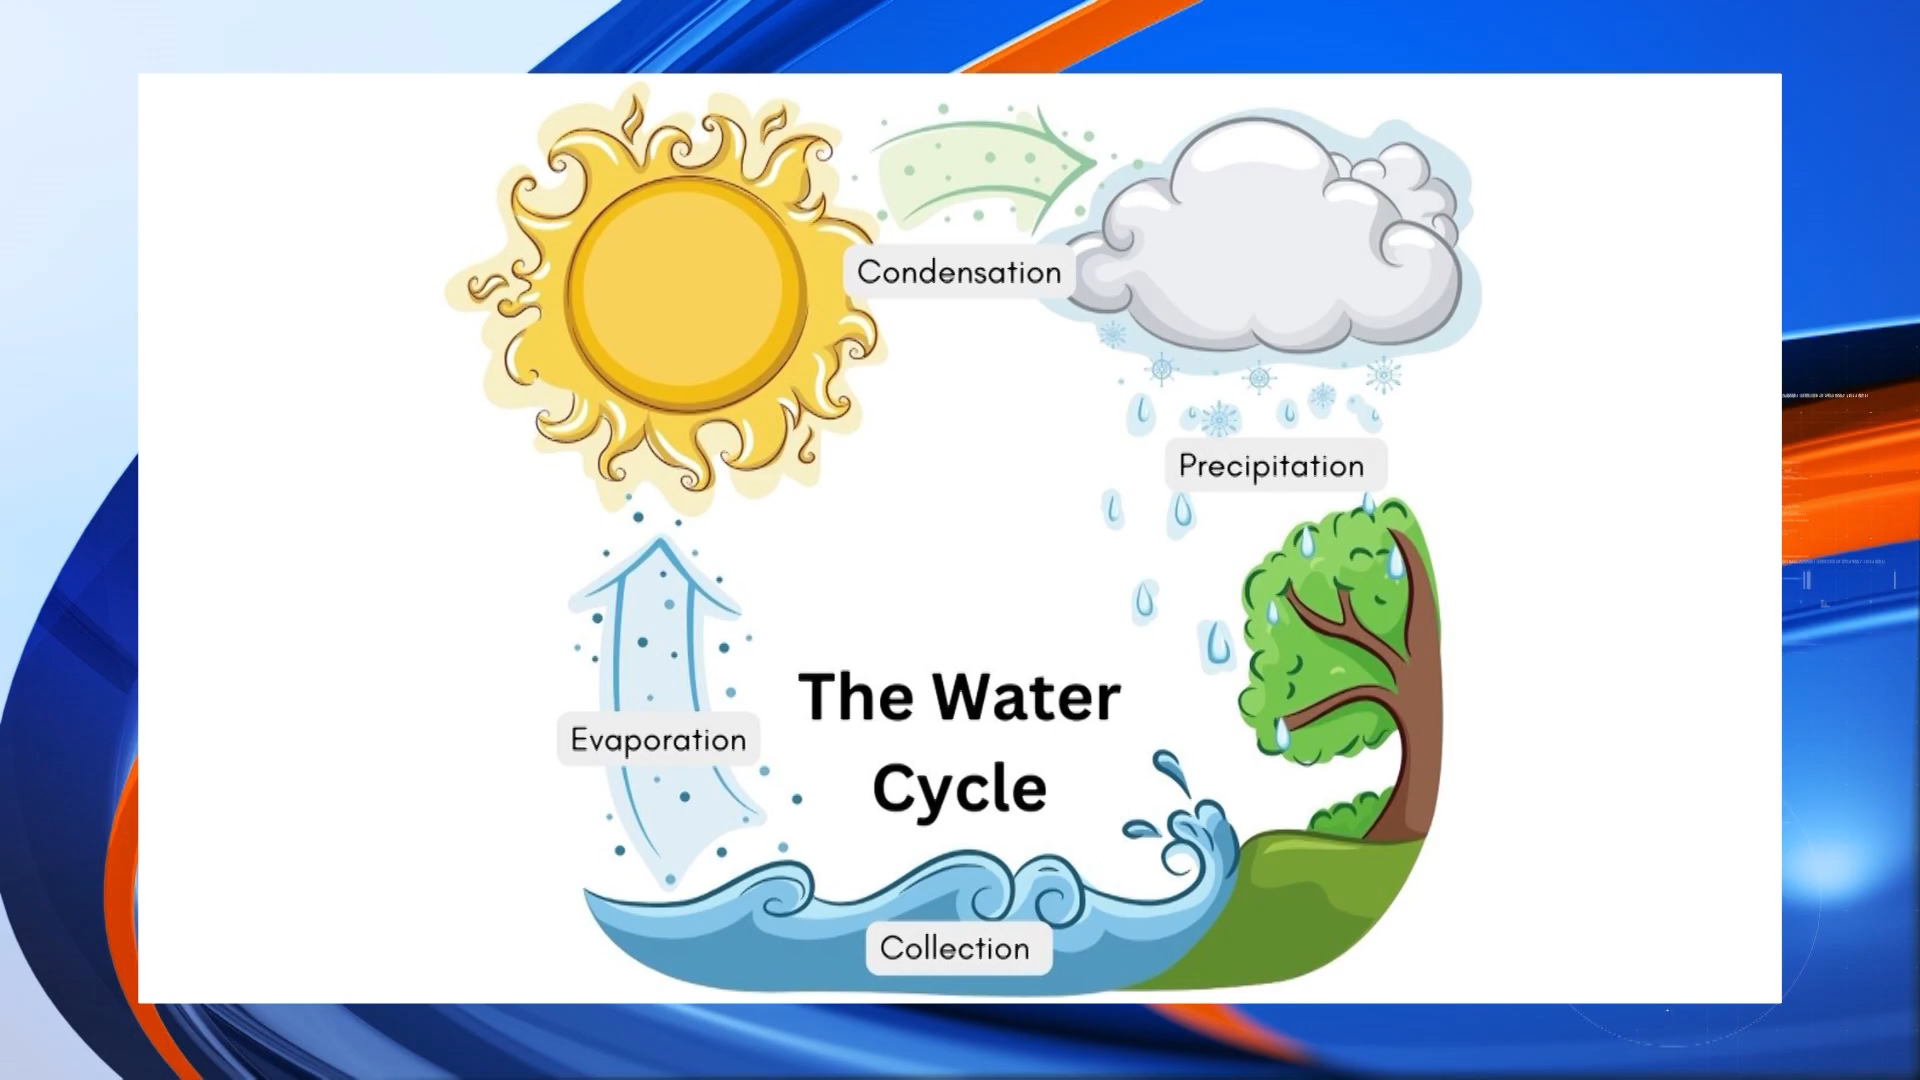 Condensation
Precipitation
Evaporation
The Water
Cycle
Collection